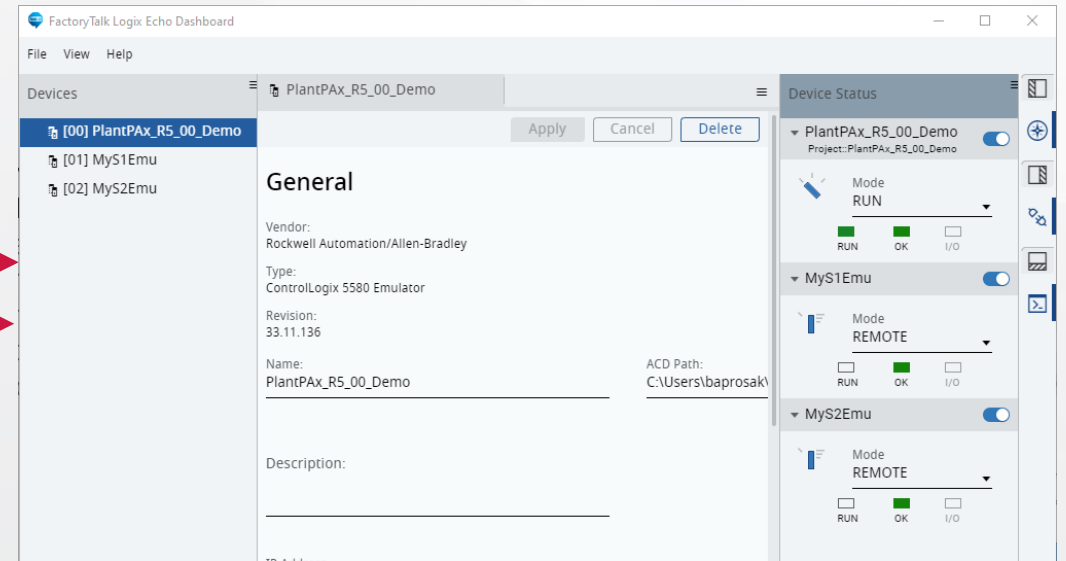 FactoryTalk Logix Echo Dashboard
File View Help
Devices
[00] PlantPAx_R5_00_Demo
[01] MyS1Emu
[02] MyS2Emu
PlantPAx_R5_00_Demo
Apply Cancel Delete
General
Vendor:
Rockwell Automation/Allen-Bradley
Type:
ControlLogix 5580 Emulator
Revision:
33.11.136
Name: ACD Path:
PlantPAx_R5_00_Demo C:\Users\baprosak\
Description:
Device Status
PlantPAx_R5_00_Demo
Project::PlantPAx_R5_00_Demo
Mode
RUN
RUN OK I/O
MyS1Emu
Mode
REMOTE
RUN OK I/O
MyS2Emu
Mode
REMOTE
RUN OK I/O